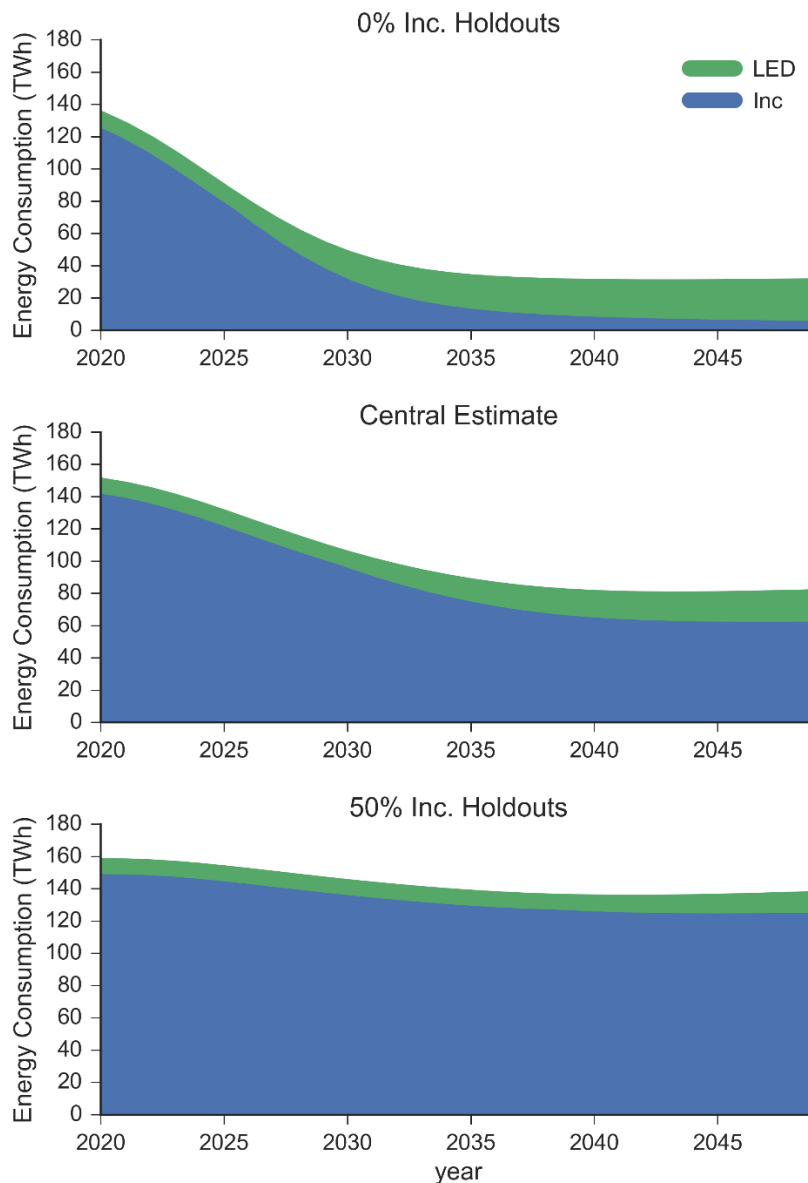 0% Inc. Holdouts
LED
Inc
Energy Consumption (TWh)
180
160
140
120
100
80
60
40
20
0
2020 2025 2030 2035 2040 2045
Central Estimate
Energy Consumption (TWh)
180
160
140
120
100
80
60
40
20
0
2020 2025 2030 2035 2040 2045
50% Inc. Holdouts
Energy Consumption (TWh)
180
160
140
120
100
80
60
40
20
0
2020 2025 2030 2035 2040 2045
year